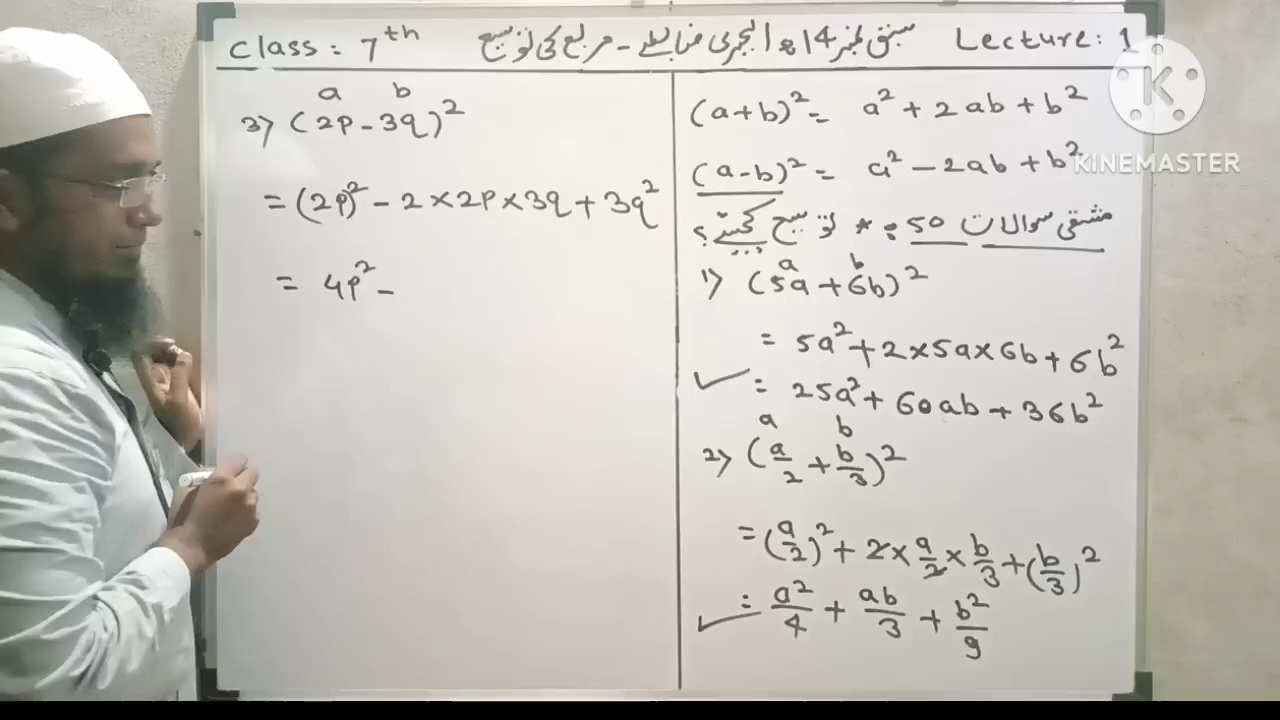 Class : 7th سبق نمبر 14 : الجبری ضابطے - مربع کی توسیع Lecture : 1
a b
3) (2p - 3q)²
= (2p)² - 2 × 2p × 3q + 3q²
= 4p² -
(a+b)² = a² + 2ab + b²
(a-b)² = a² - 2ab + b²
مشقی سوالات 50 : * توسیع کیجیے ؟
a b
1) (5a + 6b)²
= 5a² + 2×5a×6b + 6b²
= 25a² + 60ab + 36b²
a b
2) (a/2 + b/3)²
= (a/2)² + 2 × a/2 × b/3 + (b/3)²
= a²/4 + ab/3 + b²/9
K
KINEMASTER